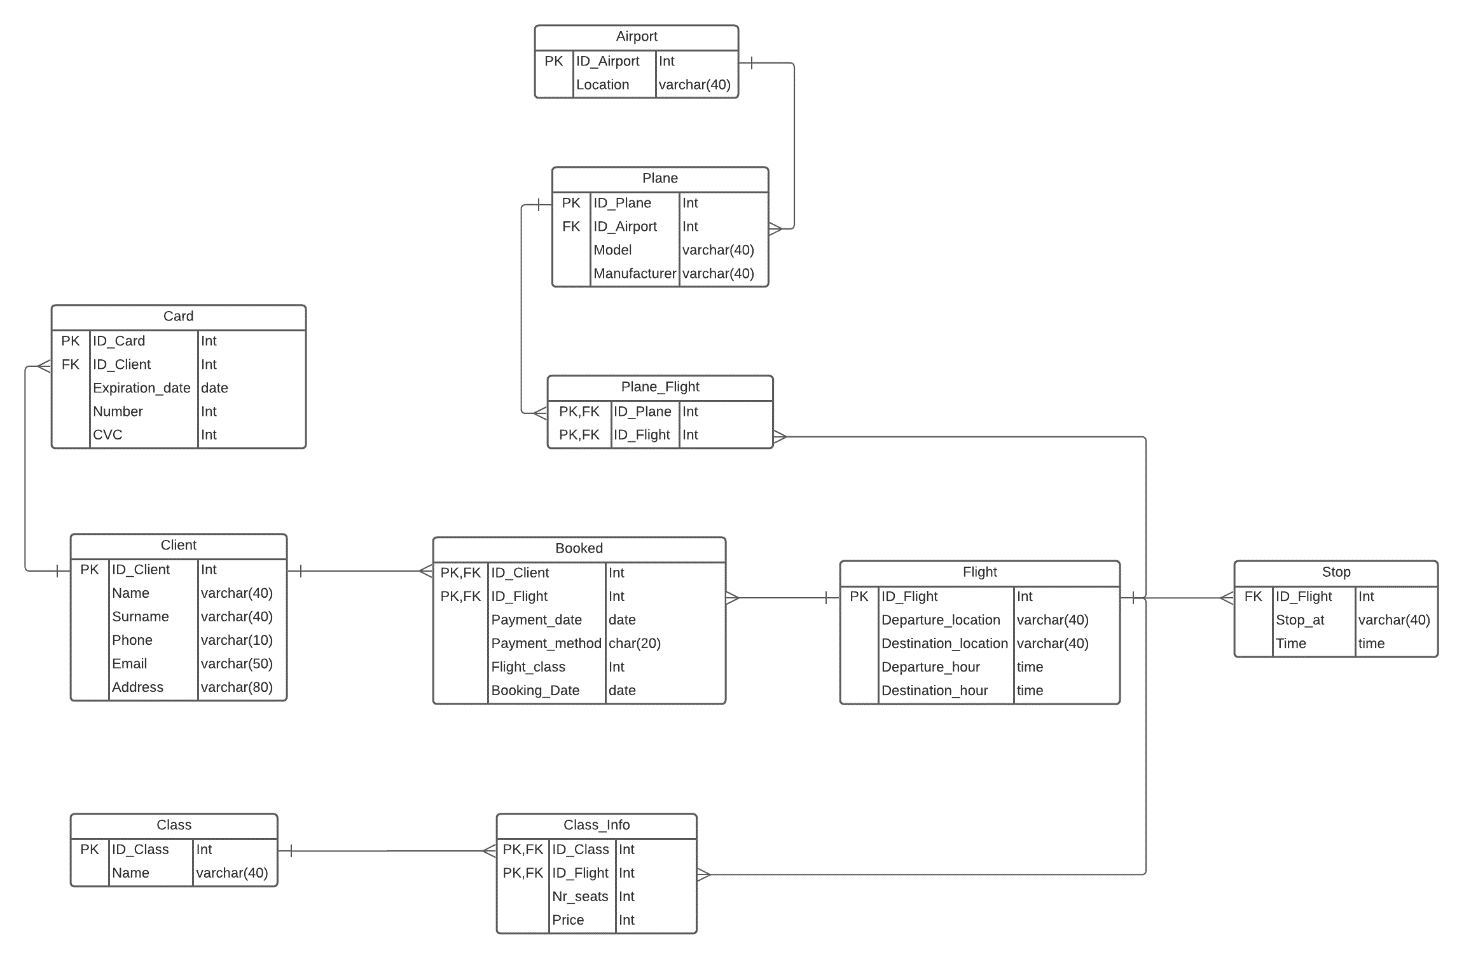 Airport
PK ID_Airport Int
Location varchar(40)
Plane
PK ID_Plane Int
FK ID_Airport Int
Model varchar(40)
Manufacturer varchar(40)
Card
PK ID_Card Int
FK ID_Client Int
Expiration_date date
Number Int
CVC Int
Plane_Flight
PK,FK ID_Plane Int
PK,FK ID_Flight Int
Client
PK ID_Client Int
Name varchar(40)
Surname varchar(40)
Phone varchar(10)
Email varchar(50)
Address varchar(80)
Booked
PK,FK ID_Client Int
PK,FK ID_Flight Int
Payment_date date
Payment_method char(20)
Flight_class Int
Booking_Date date
Flight
PK ID_Flight Int
Departure_location varchar(40)
Destination_location varchar(40)
Departure_hour time
Destination_hour time
Stop
FK ID_Flight Int
Stop_at varchar(40)
Time time
Class
PK ID_Class Int
Name varchar(40)
Class_Info
PK,FK ID_Class Int
PK,FK ID_Flight Int
Nr_seats Int
Price Int